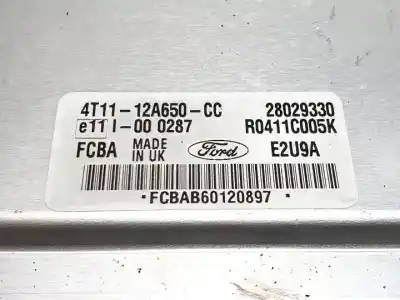 4T11-12A650-CC 28029330
e11 I-00 0287 R0411C005K
FCBA MADE IN UK Ford E2U9A
*FCBAB60120897*